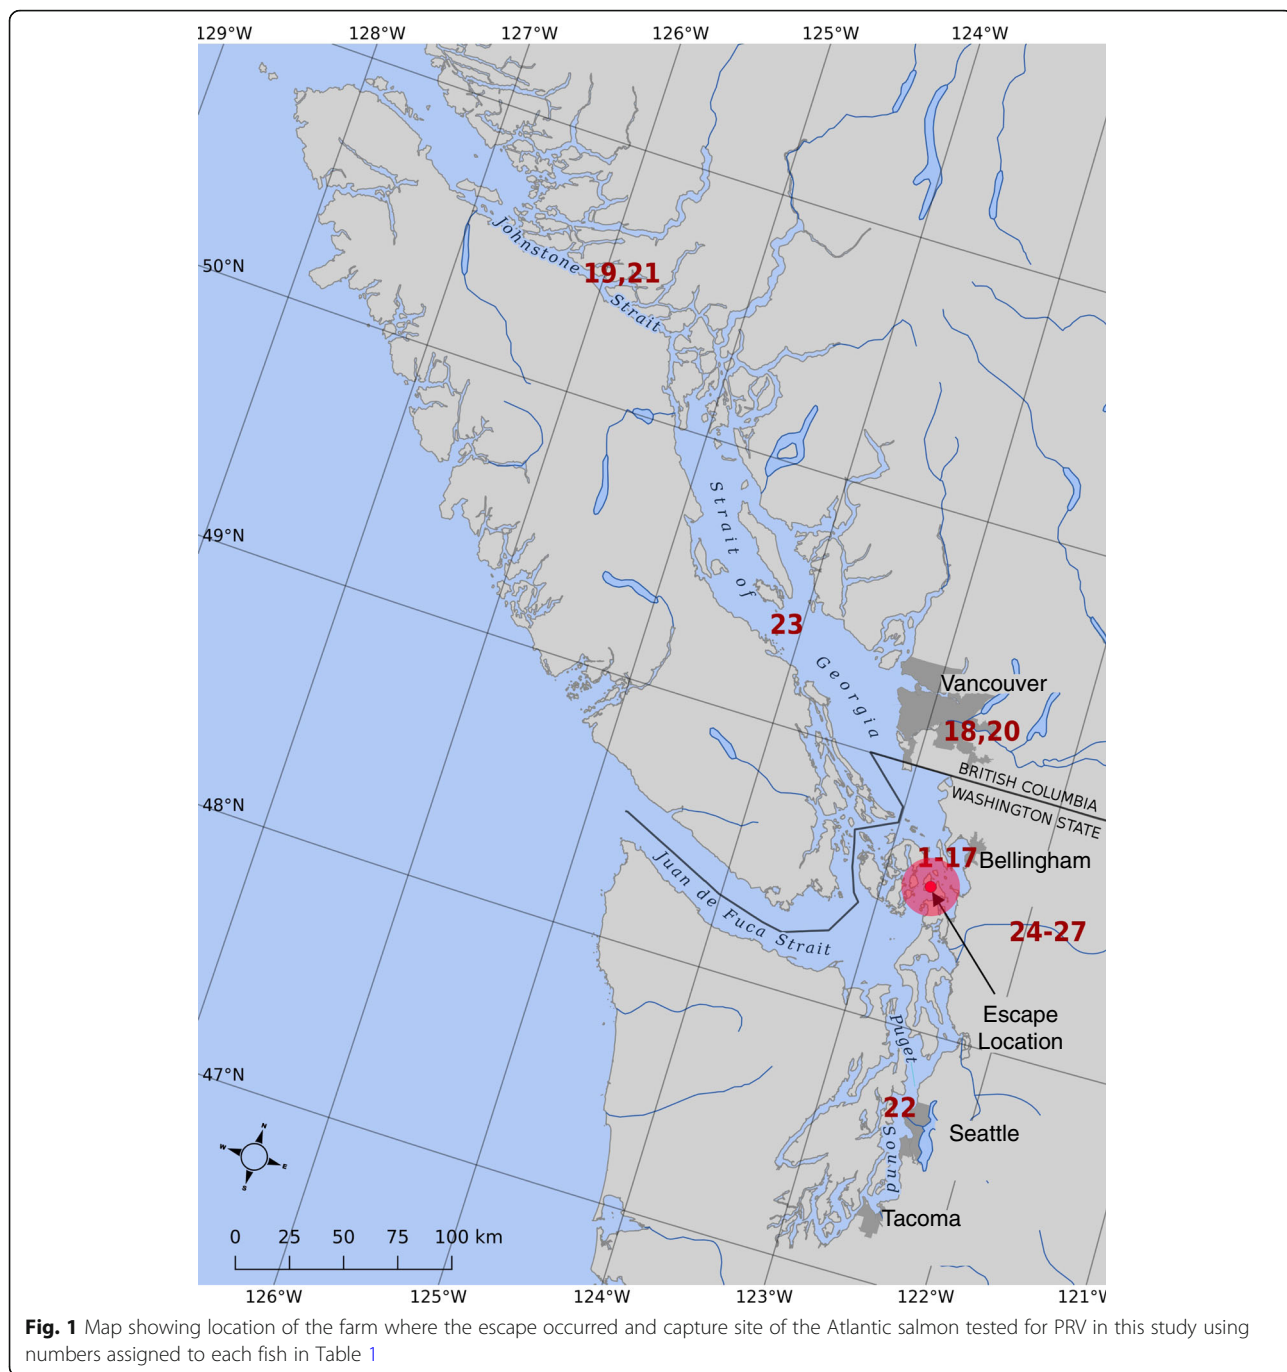 129°W 128°W 127°W 126°W 125°W 124°W
50°N
Johnstone
Strait
19,21
49°N
Strait of
Georgia
23
Vancouver
18,20
BRITISH COLUMBIA
WASHINGTON STATE
48°N
Juan de Fuca Strait
1-17
Bellingham
24-27
Escape
Location
47°N
Puget
Sound
22
Seattle
Tacoma
N
W
E
S
0 25 50 75 100 km
126°W 125°W 124°W 123°W 122°W 121°W
Fig. 1 Map showing location of the farm where the escape occurred and capture site of the Atlantic salmon tested for PRV in this study using
numbers assigned to each fish in Table 1